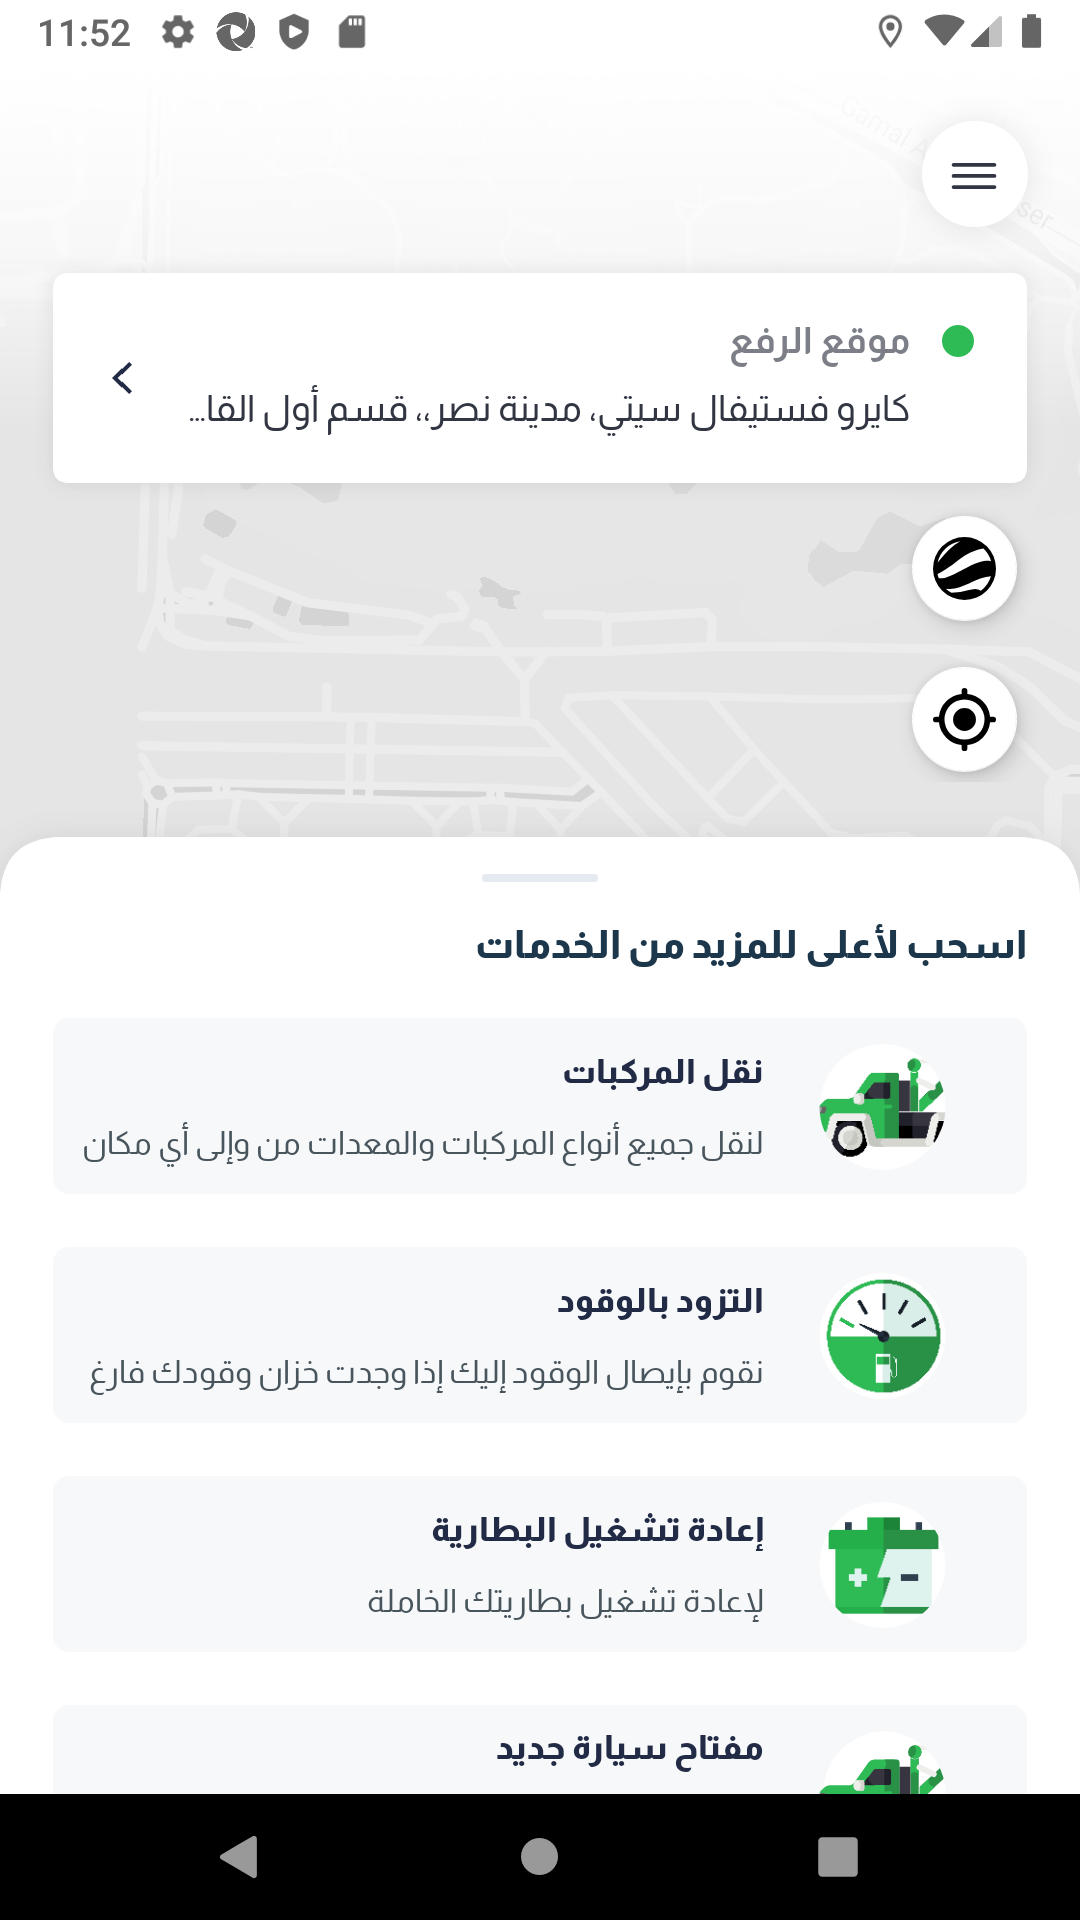 11:52
موقع الرفع
كايرو فستيفال سيتي، مدينة نصر،، قسم أول القا...
اسحب لأعلى للمزيد من الخدمات
نقل المركبات
لنقل جميع أنواع المركبات والمعدات من وإلى أي مكان
التزود بالوقود
نقوم بإيصال الوقود إليك إذا وجدت خزان وقودك فارغ
إعادة تشغيل البطارية
لإعادة تشغيل بطاريتك الخاملة
مفتاح سيارة جديد